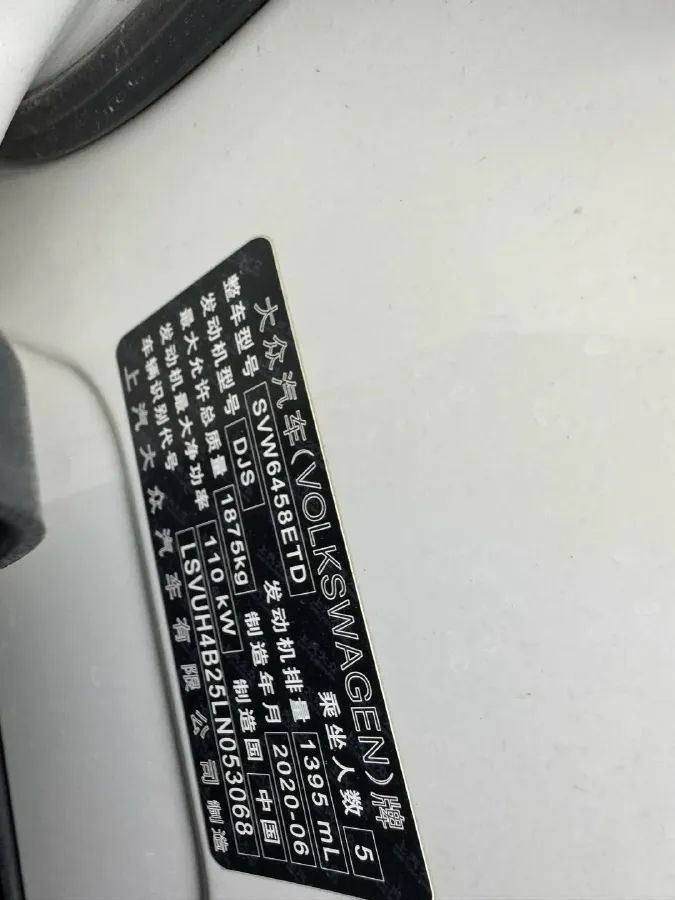 大众汽车(VOLKSWAGEN)牌
整车型号 SVW6458ETD 乘坐人数 5
发动机型号 DJS 发动机排量 1395 mL
最大允许总质量 1875kg 制造年月 2020-06
发动机最大净功率 110 kW 制造国 中国
车辆识别代号 LSVUH4B25LN053068
上汽大众汽车有限公司制造